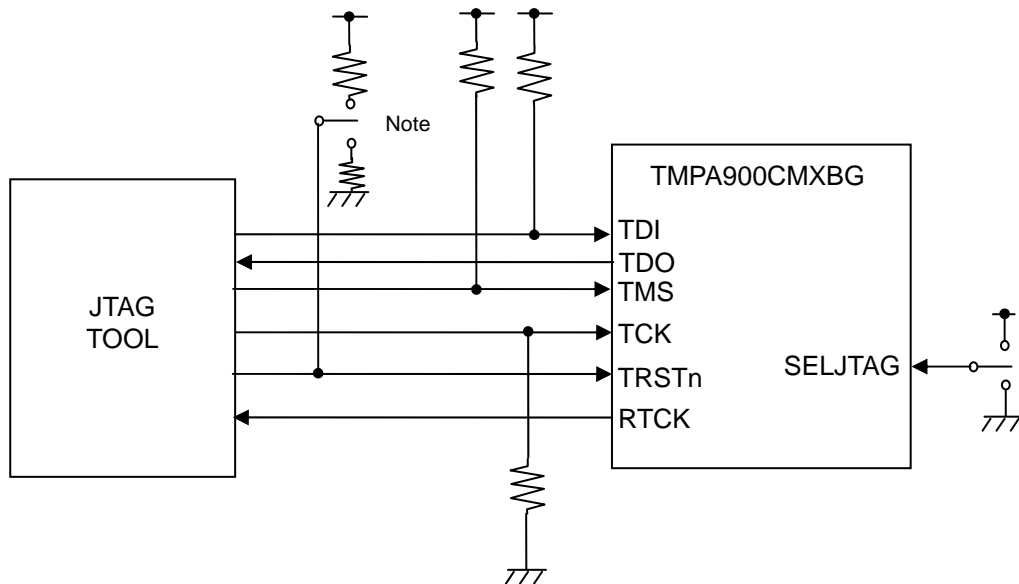 Note
TMPA900CMXBG
JTAG
TOOL
TDI
TDO
TMS
TCK
TRSTn
RTCK
SELJTAG